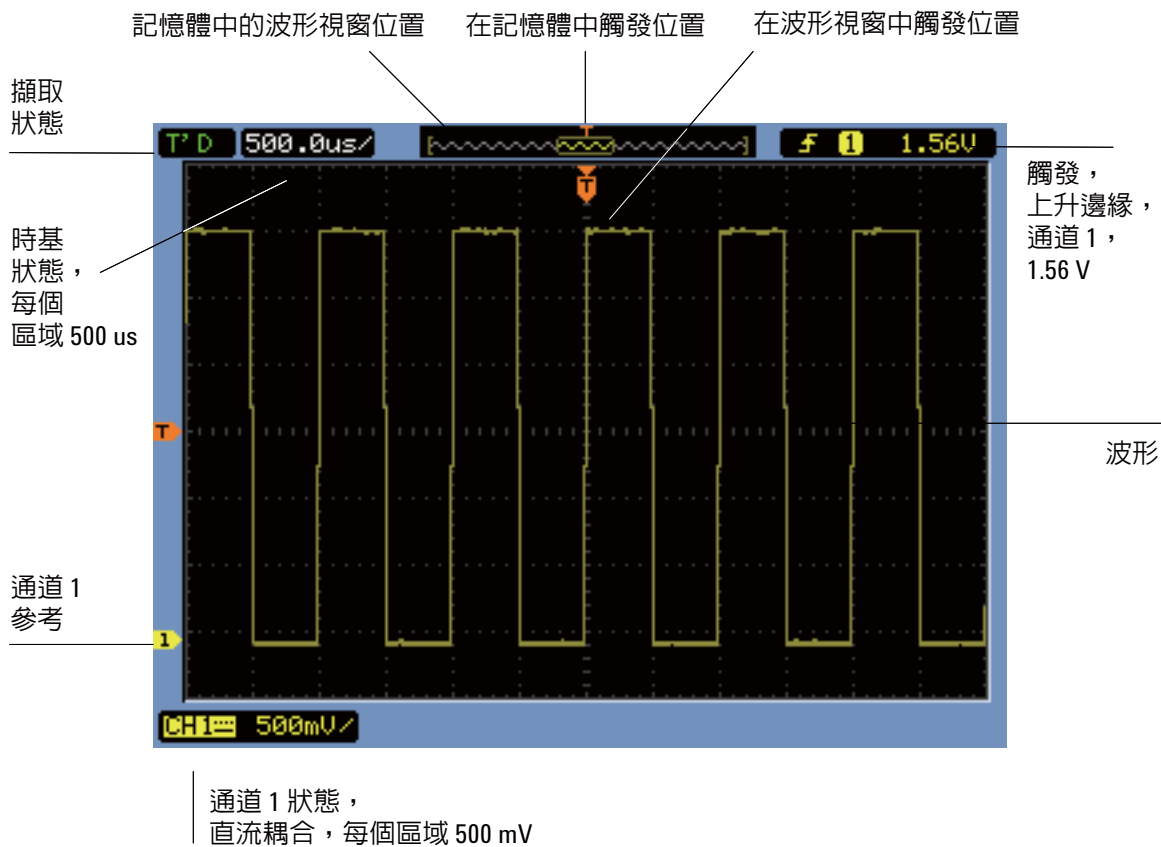 記憶體中的波形視窗位置
在記憶體中觸發位置
在波形視窗中觸發位置
擷取
狀態
T'D
500.0us/
T
1
1.56V
T
觸發，
上升邊緣，
通道 1，
1.56 V
時基
狀態，
每個
區域 500 us
T
波形
通道 1
參考
1
CH1
500mV/
通道 1 狀態，
直流耦合，每個區域 500 mV